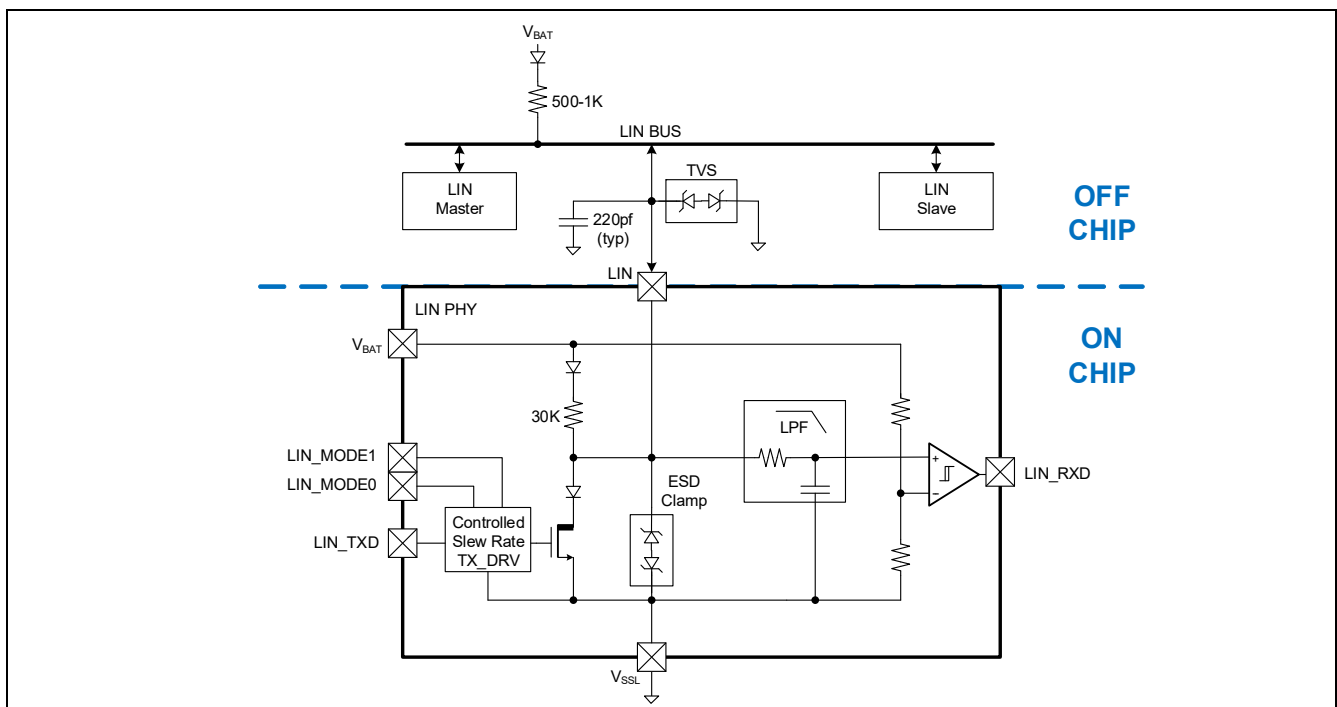 VBAT
500-1K
LIN BUS
TVS
LIN
Master
220pf
(typ)
LIN
Slave
OFF
CHIP
LIN
LIN PHY
VBAT
ON
CHIP
30K
LPF
LIN_MODE1
LIN_MODE0
ESD
Clamp
+
−
LIN_RXD
LIN_TXD
Controlled
Slew Rate
TX_DRV
VSSL